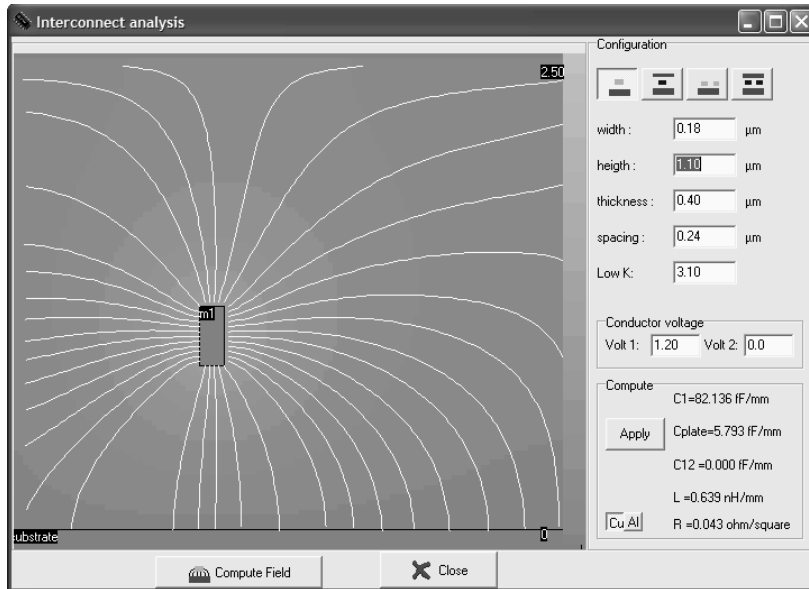 Interconnect analysis
2.50
m1
substrate
0
Compute Field
Close
Configuration
width : 0.18 µm
heigth : 1.10 µm
thickness : 0.40 µm
spacing : 0.24 µm
Low K: 3.10
Conductor voltage
Volt 1: 1.20 Volt 2: 0.0
Compute
C1=82.136 fF/mm
Apply
Cplate=5.793 fF/mm
C12 =0.000 fF/mm
L =0.639 nH/mm
Cu Al
R =0.043 ohm/square